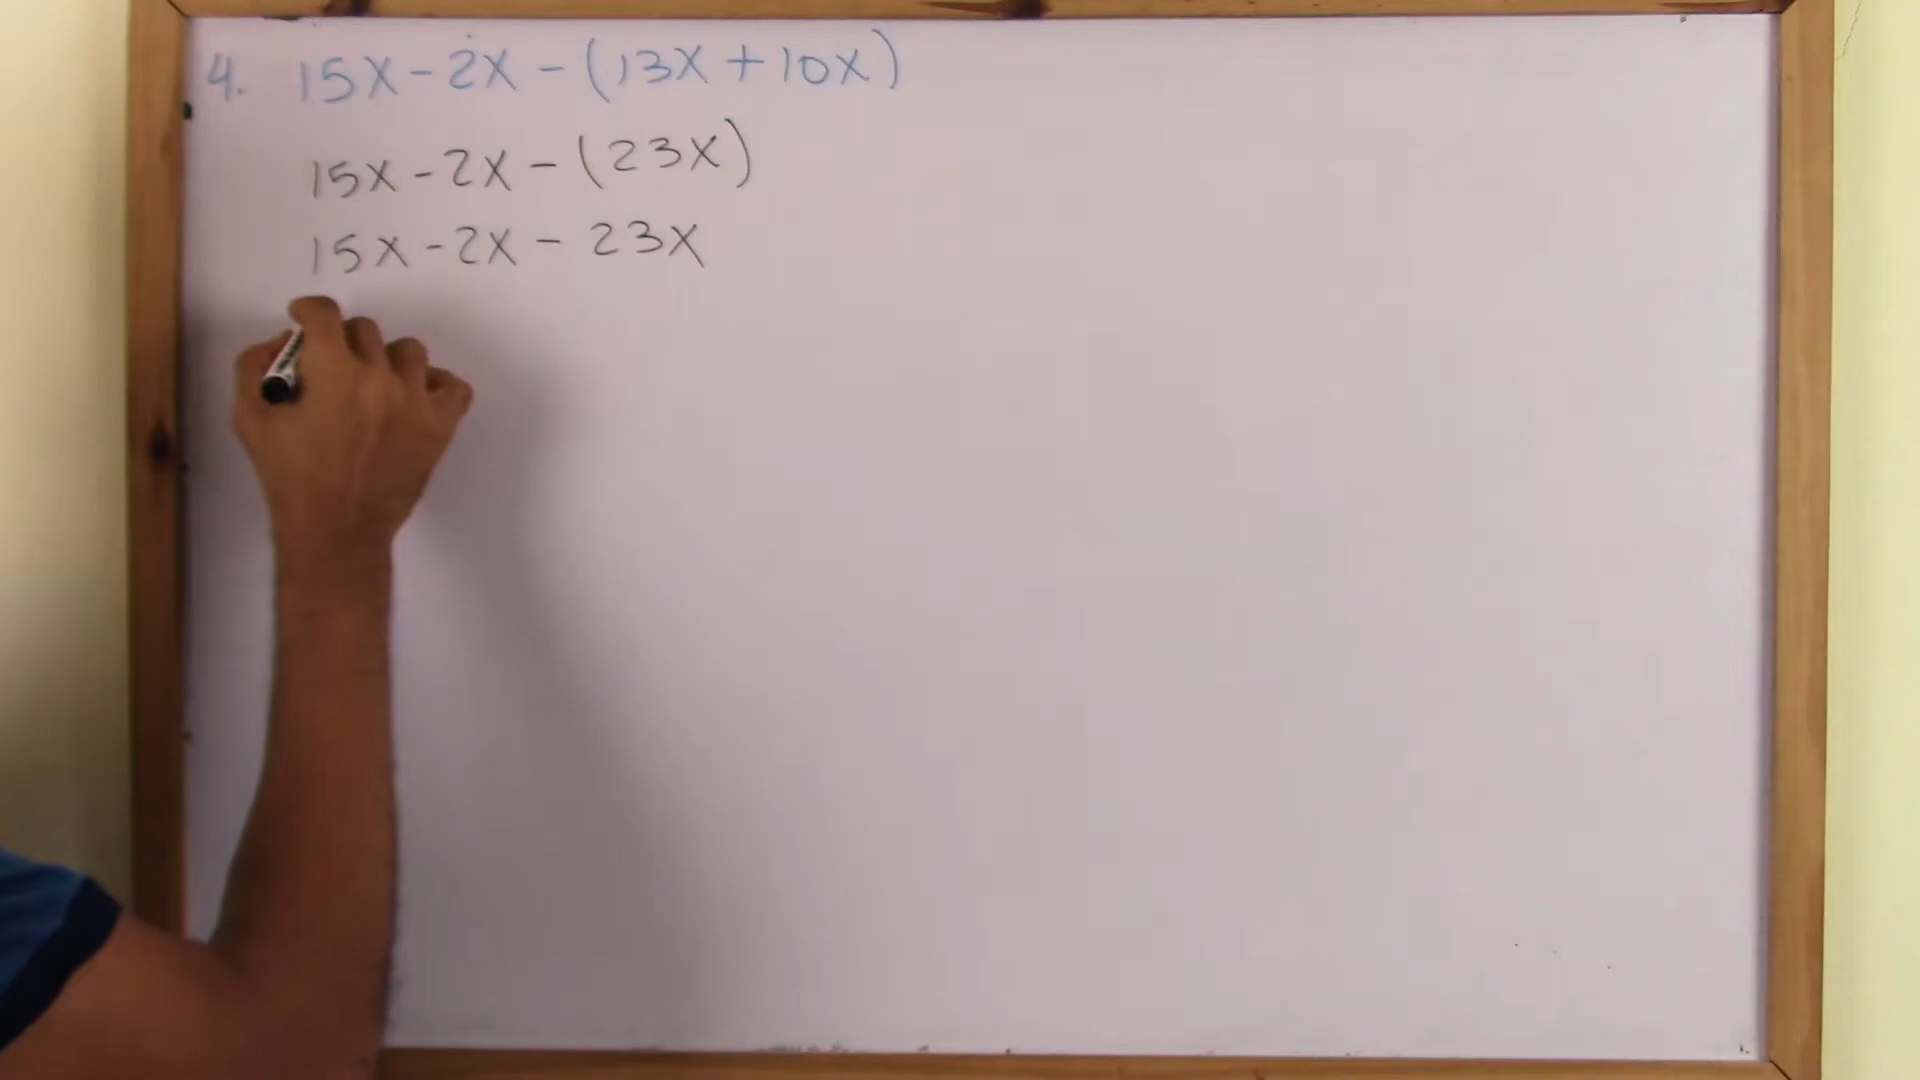 4. 15X - 2X - (13X + 10X)
15X - 2X - (23X)
15X - 2X - 23X